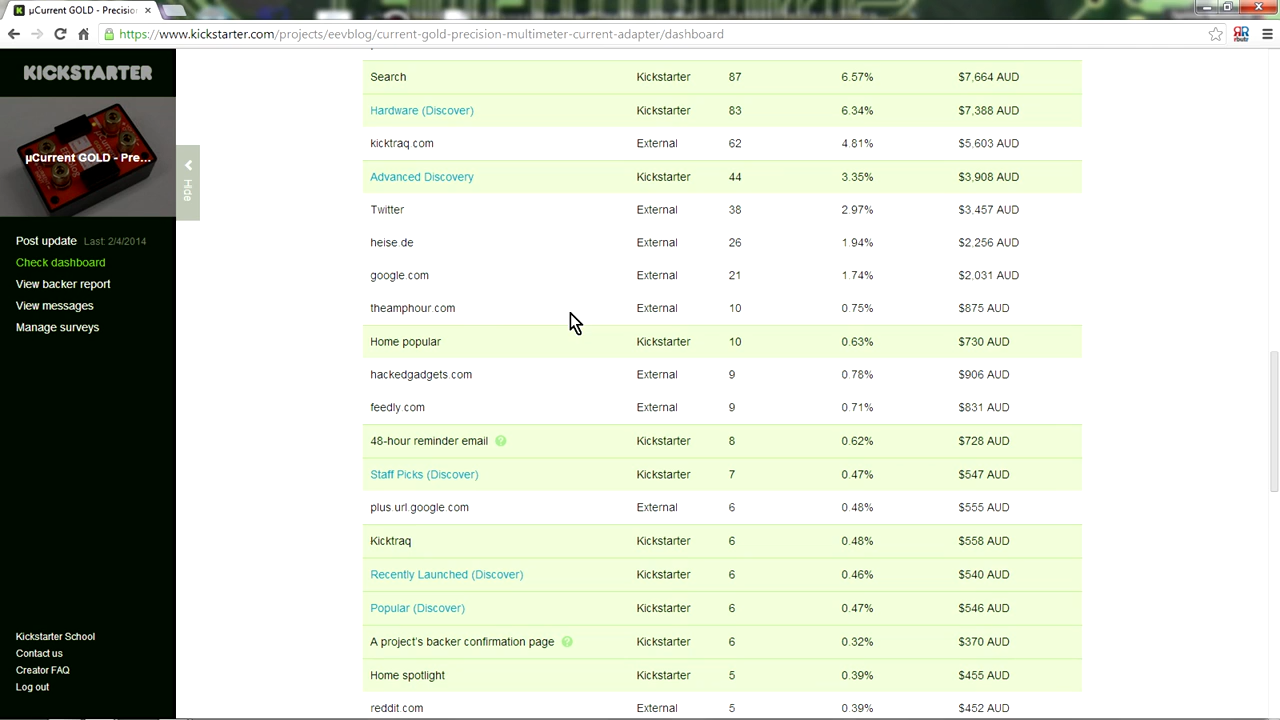 µCurrent GOLD - Precisio
https://www.kickstarter.com/projects/eevblog/current-gold-precision-multimeter-current-adapter/dashboard
KICKSTARTER
µCurrent GOLD - Pre...
Hide
Post update Last: 2/4/2014
Check dashboard
View backer report
View messages
Manage surveys
Kickstarter School
Contact us
Creator FAQ
Log out
Search Kickstarter 87 6.57% $7,664 AUD
Hardware (Discover) Kickstarter 83 6.34% $7,388 AUD
kicktraq.com External 62 4.81% $5,603 AUD
Advanced Discovery Kickstarter 44 3.35% $3,908 AUD
Twitter External 38 2.97% $3,457 AUD
heise.de External 26 1.94% $2,256 AUD
google.com External 21 1.74% $2,031 AUD
theamphour.com External 10 0.75% $875 AUD
Home popular Kickstarter 10 0.63% $730 AUD
hackedgadgets.com External 9 0.78% $906 AUD
feedly.com External 9 0.71% $831 AUD
48-hour reminder email ? Kickstarter 8 0.62% $728 AUD
Staff Picks (Discover) Kickstarter 7 0.47% $547 AUD
plus.url.google.com External 6 0.48% $555 AUD
Kicktraq Kickstarter 6 0.48% $558 AUD
Recently Launched (Discover) Kickstarter 6 0.46% $540 AUD
Popular (Discover) Kickstarter 6 0.47% $546 AUD
A project's backer confirmation page ? Kickstarter 6 0.32% $370 AUD
Home spotlight Kickstarter 5 0.39% $455 AUD
reddit.com External 5 0.39% $452 AUD